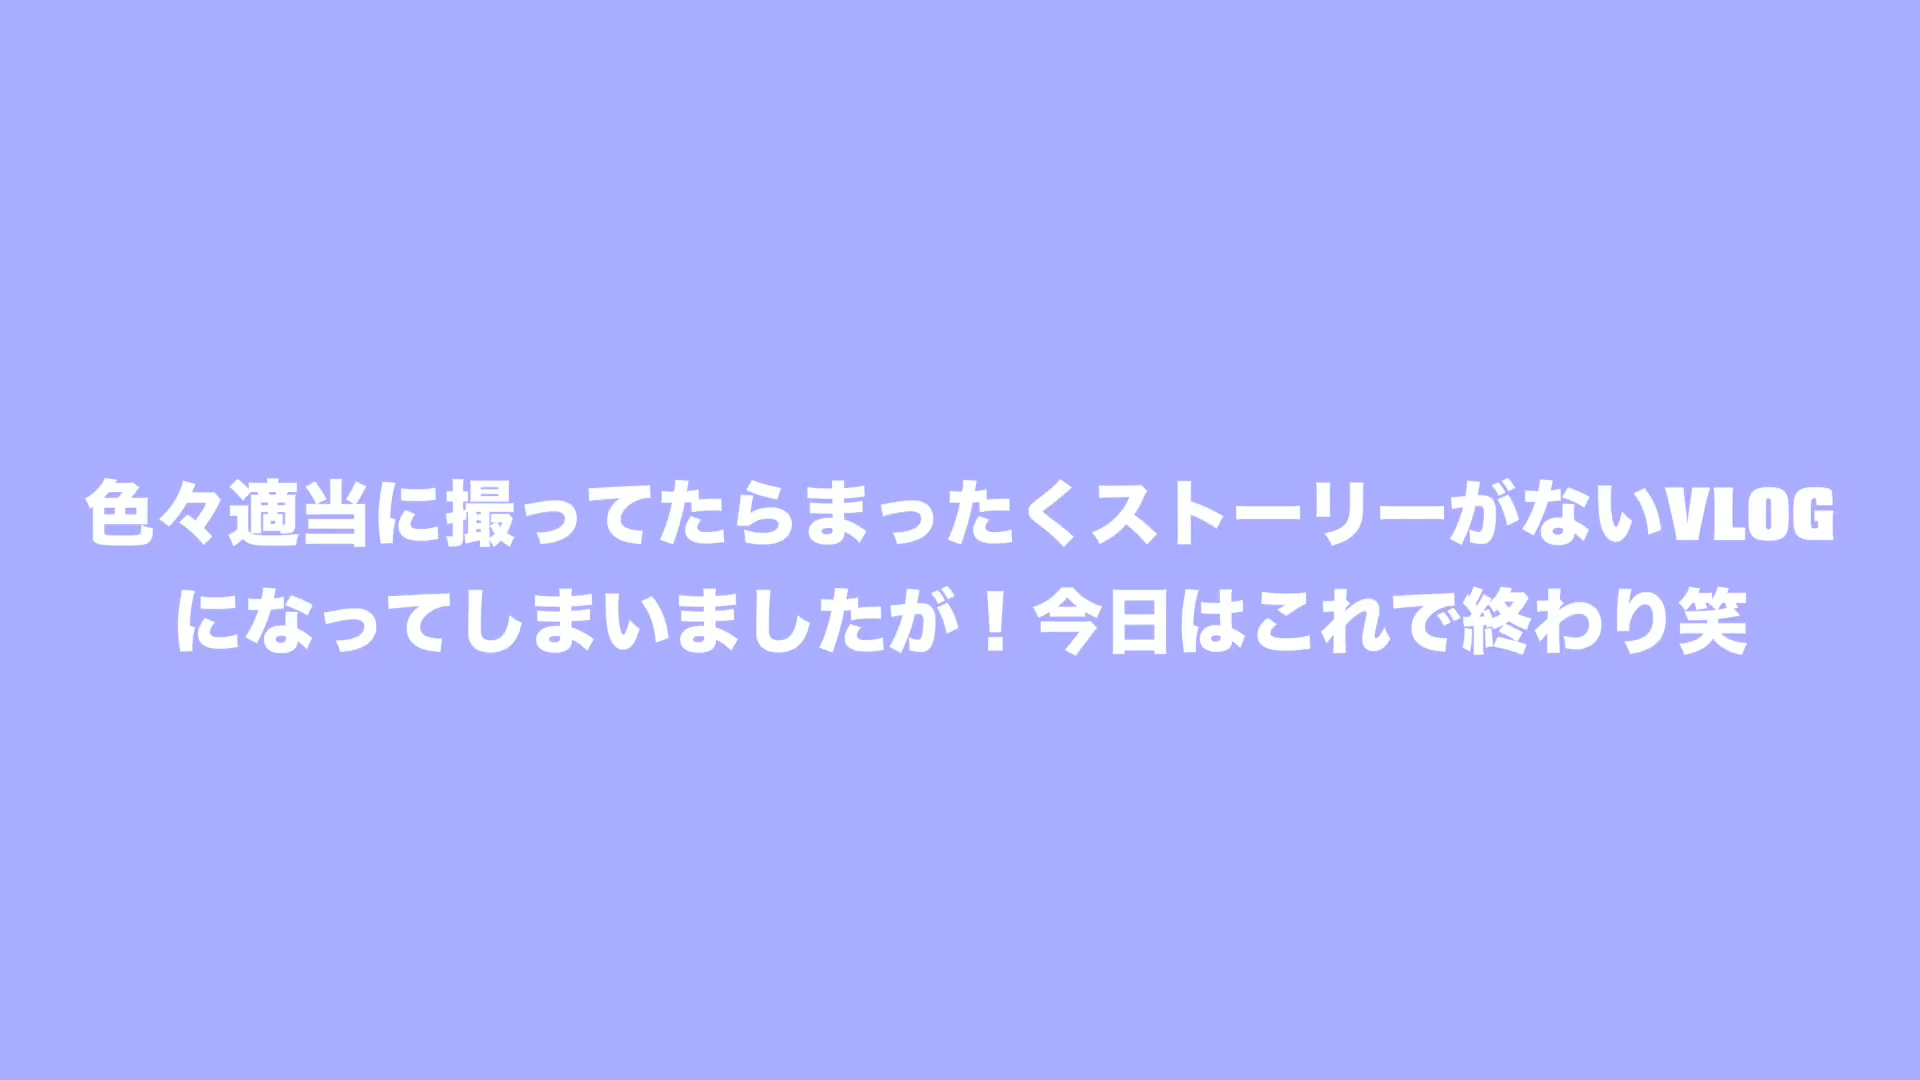 色々適当に撮ってたらまったくストーリーがないVLOG
になってしまいましたが！今日はこれで終わり笑